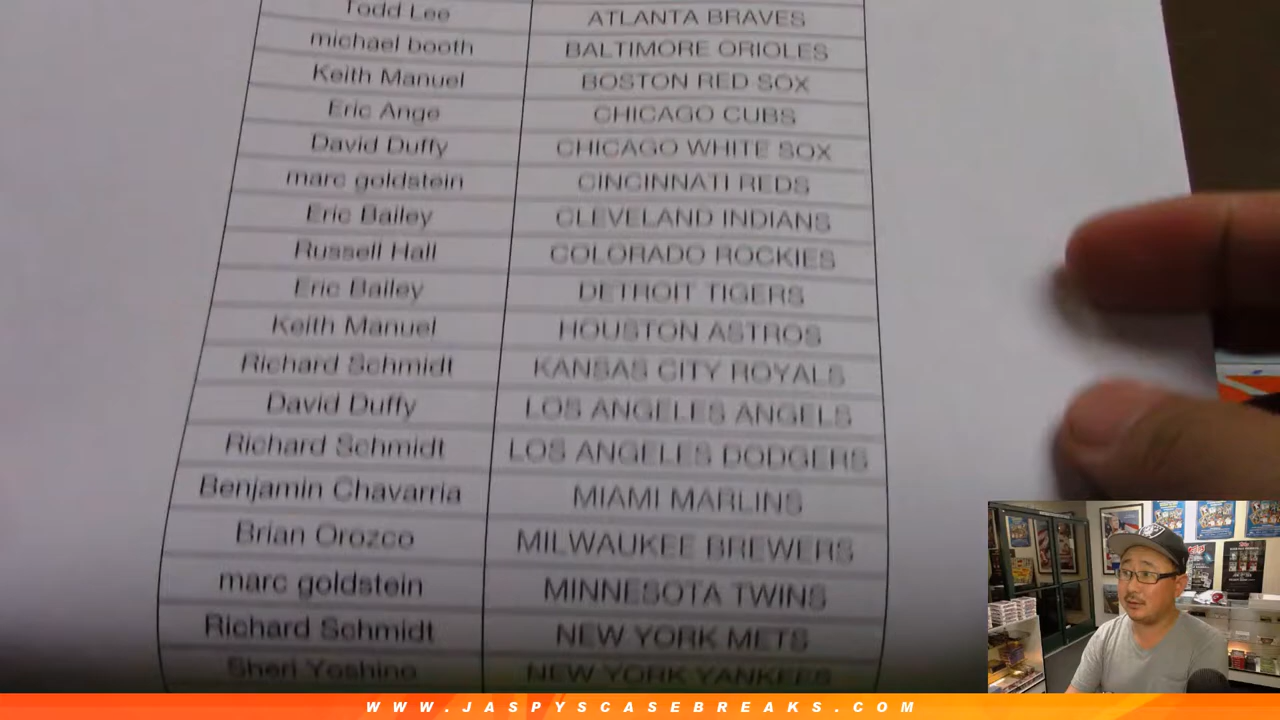 Todd Lee ATLANTA BRAVES
michael booth BALTIMORE ORIOLES
Keith Manuel BOSTON RED SOX
Eric Ange CHICAGO CUBS
David Duffy CHICAGO WHITE SOX
marc goldstein CINCINNATI REDS
Eric Bailey CLEVELAND INDIANS
Russell Hall COLORADO ROCKIES
Eric Bailey DETROIT TIGERS
Keith Manuel HOUSTON ASTROS
Richard Schmidt KANSAS CITY ROYALS
David Duffy LOS ANGELES ANGELS
Richard Schmidt LOS ANGELES DODGERS
Benjamin Chavarria MIAMI MARLINS
Brian Orozco MILWAUKEE BREWERS
marc goldstein MINNESOTA TWINS
Richard Schmidt NEW YORK METS
Sheri Yoshino NEW YORK YANKEES
WWW.JASPYSCASEBREAKS.COM